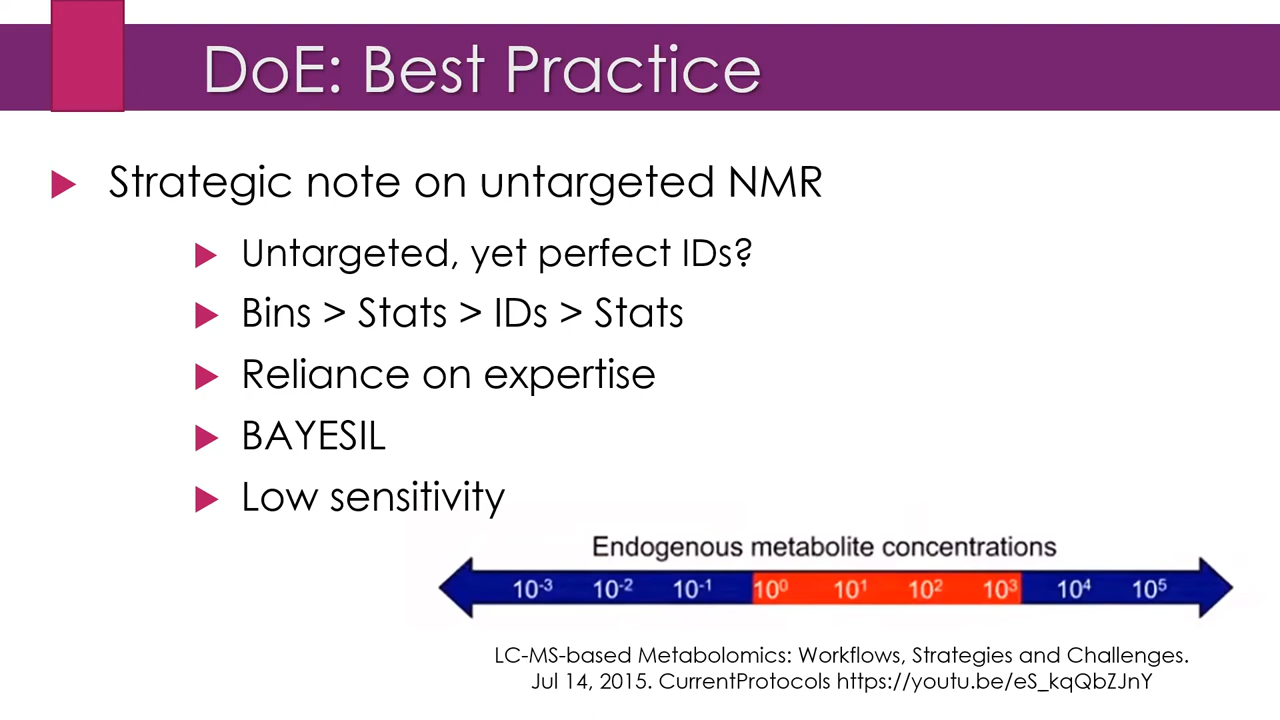 DoE: Best Practice
Strategic note on untargeted NMR
Untargeted, yet perfect IDs?
Bins > Stats > IDs > Stats
Reliance on expertise
BAYESIL
Low sensitivity
Endogenous metabolite concentrations
10⁻³ 10⁻² 10⁻¹ 10⁰ 10¹ 10² 10³ 10⁴ 10⁵
LC-MS-based Metabolomics: Workflows, Strategies and Challenges.
Jul 14, 2015. CurrentProtocols https://youtu.be/eS_kqQbZJnY